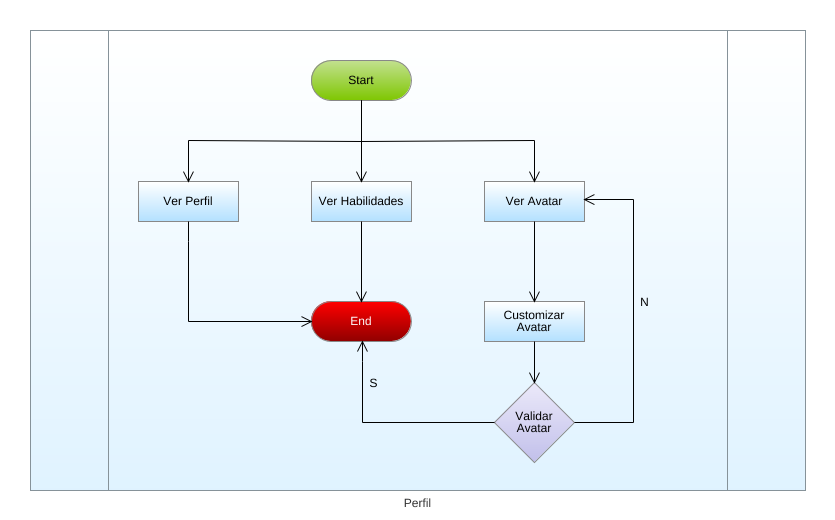 Start
Ver Perfil
Ver Habilidades
Ver Avatar
End
Customizar
Avatar
N
S
Validar
Avatar
Perfil